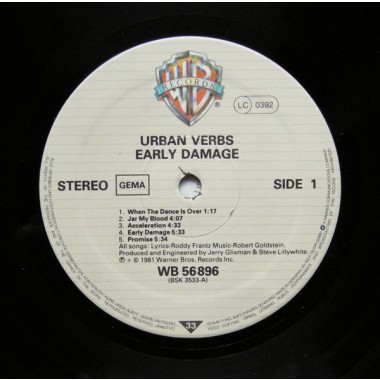 WB
RECORDS
®
LC 0392
URBAN VERBS
EARLY DAMAGE
STEREO GEMA SIDE 1
1. When The Dance Is Over 1:17
2. Jar My Blood 4:07
3. Acceleration 4:33
4. Early Damage 5:33
5. Promise 5:34
All songs: Lyrics-Roddy Frantz Music-Robert Goldstein.
Produced and Engineered by Jerry Glixman & Steve Lillywhite.
℗ + © 1981 Warner Bros. Records Inc.
WB 56 896
(BSK 3533-A)
33